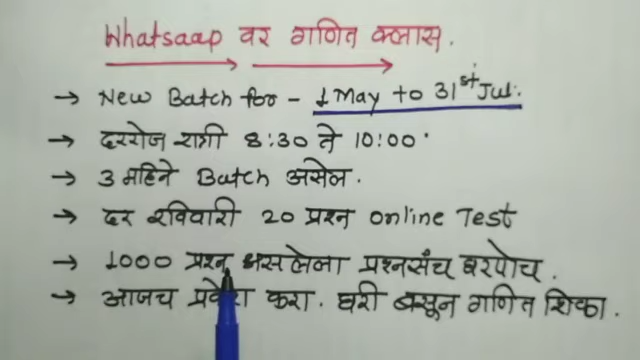 Whatsaap वर गणित क्लास.
→ New Batch for - 1 May to 31st Jul.
→ दररोज रात्री 8:30 ते 10:00
→ 3 महिने Batch असेल.
→ दर रविवारी 20 प्रश्न online Test
→ 1000 प्रश्न असलेला प्रश्नसंच घरपोच.
→ आजच प्रवेश करा. घरी बसून गणित शिका.